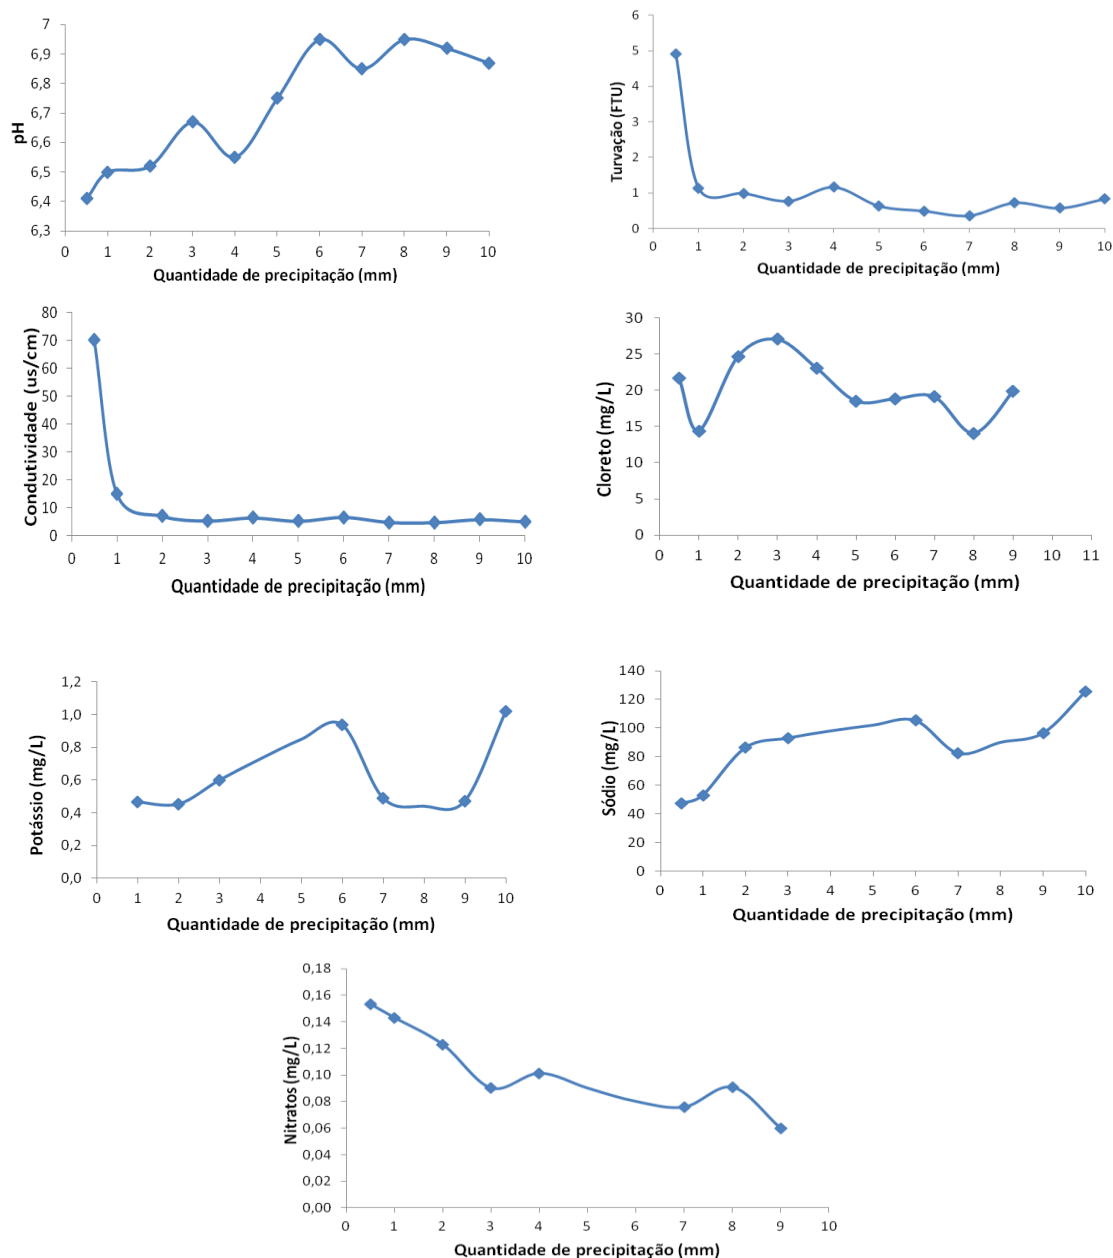 7
6,9
6,8
6,7
6,6
6,5
6,4
6,3
pH
0 1 2 3 4 5 6 7 8 9 10
Quantidade de precipitação (mm)
6
5
4
3
2
1
0
Turvação (FTU)
0 1 2 3 4 5 6 7 8 9 10
Quantidade de precipitação (mm)
80
70
60
50
40
30
20
10
0
Condutividade (us/cm)
0 1 2 3 4 5 6 7 8 9 10
Quantidade de precipitação (mm)
30
25
20
15
10
5
0
Cloreto (mg/L)
0 1 2 3 4 5 6 7 8 9 10 11
Quantidade de precipitação (mm)
1,2
1,0
0,8
0,6
0,4
0,2
0,0
Potássio (mg/L)
0 1 2 3 4 5 6 7 8 9 10
Quantidade de precipitação (mm)
140
120
100
80
60
40
20
0
Sódio (mg/L)
0 1 2 3 4 5 6 7 8 9 10
Quantidade de precipitação (mm)
0,18
0,16
0,14
0,12
0,10
0,08
0,06
0,04
0,02
0,00
Nitratos (mg/L)
0 1 2 3 4 5 6 7 8 9 10
Quantidade de precipitação (mm)